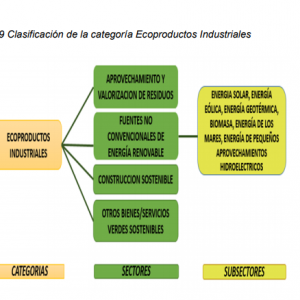 9 Clasificación de la categoría Ecoproductos Industriales
APROVECHAMIENTO Y
VALORIZACION DE RESIDUOS
ENERGIA SOLAR, ENERGÍA
EÓLICA, ENERGÍA GEOTÉRMICA,
BIOMASA, ENERGÍA DE LOS
MARES, ENERGÍA DE PEQUEÑOS
APROVECHAMIENTOS
HIDROELECTRICOS
FUENTES NO
CONVENCIONALES DE
ENERGÍA RENOVABLE
ECOPRODUCTOS
INDUSTRIALES
CONSTRUCCION SOSTENIBLE
OTROS BIENES/SERVICIOS
VERDES SOSTENIBLES
CATEGORIAS
SECTORES
SUBSECTORES